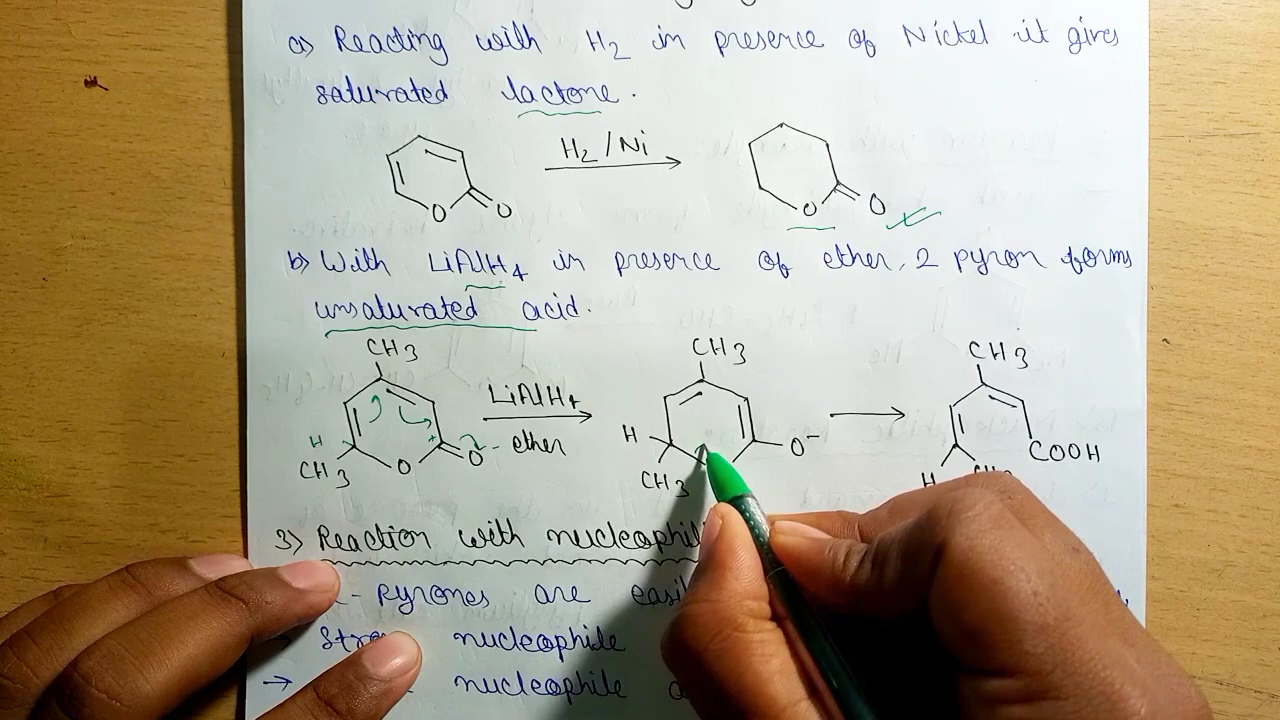 a) Reacting with H2 in presence of Nickel it gives
saturated lactone.
H2/Ni
O O
O O
b) With LiAlH4 in presence of ether, 2 pyron forms
unsaturated acid.
CH3 CH3 CH3
LiAlH4
ether
H CH3 O + O-
H CH3 O-
H COOH
3) Reaction with
Pyrones are
nucleophile
nucleophile